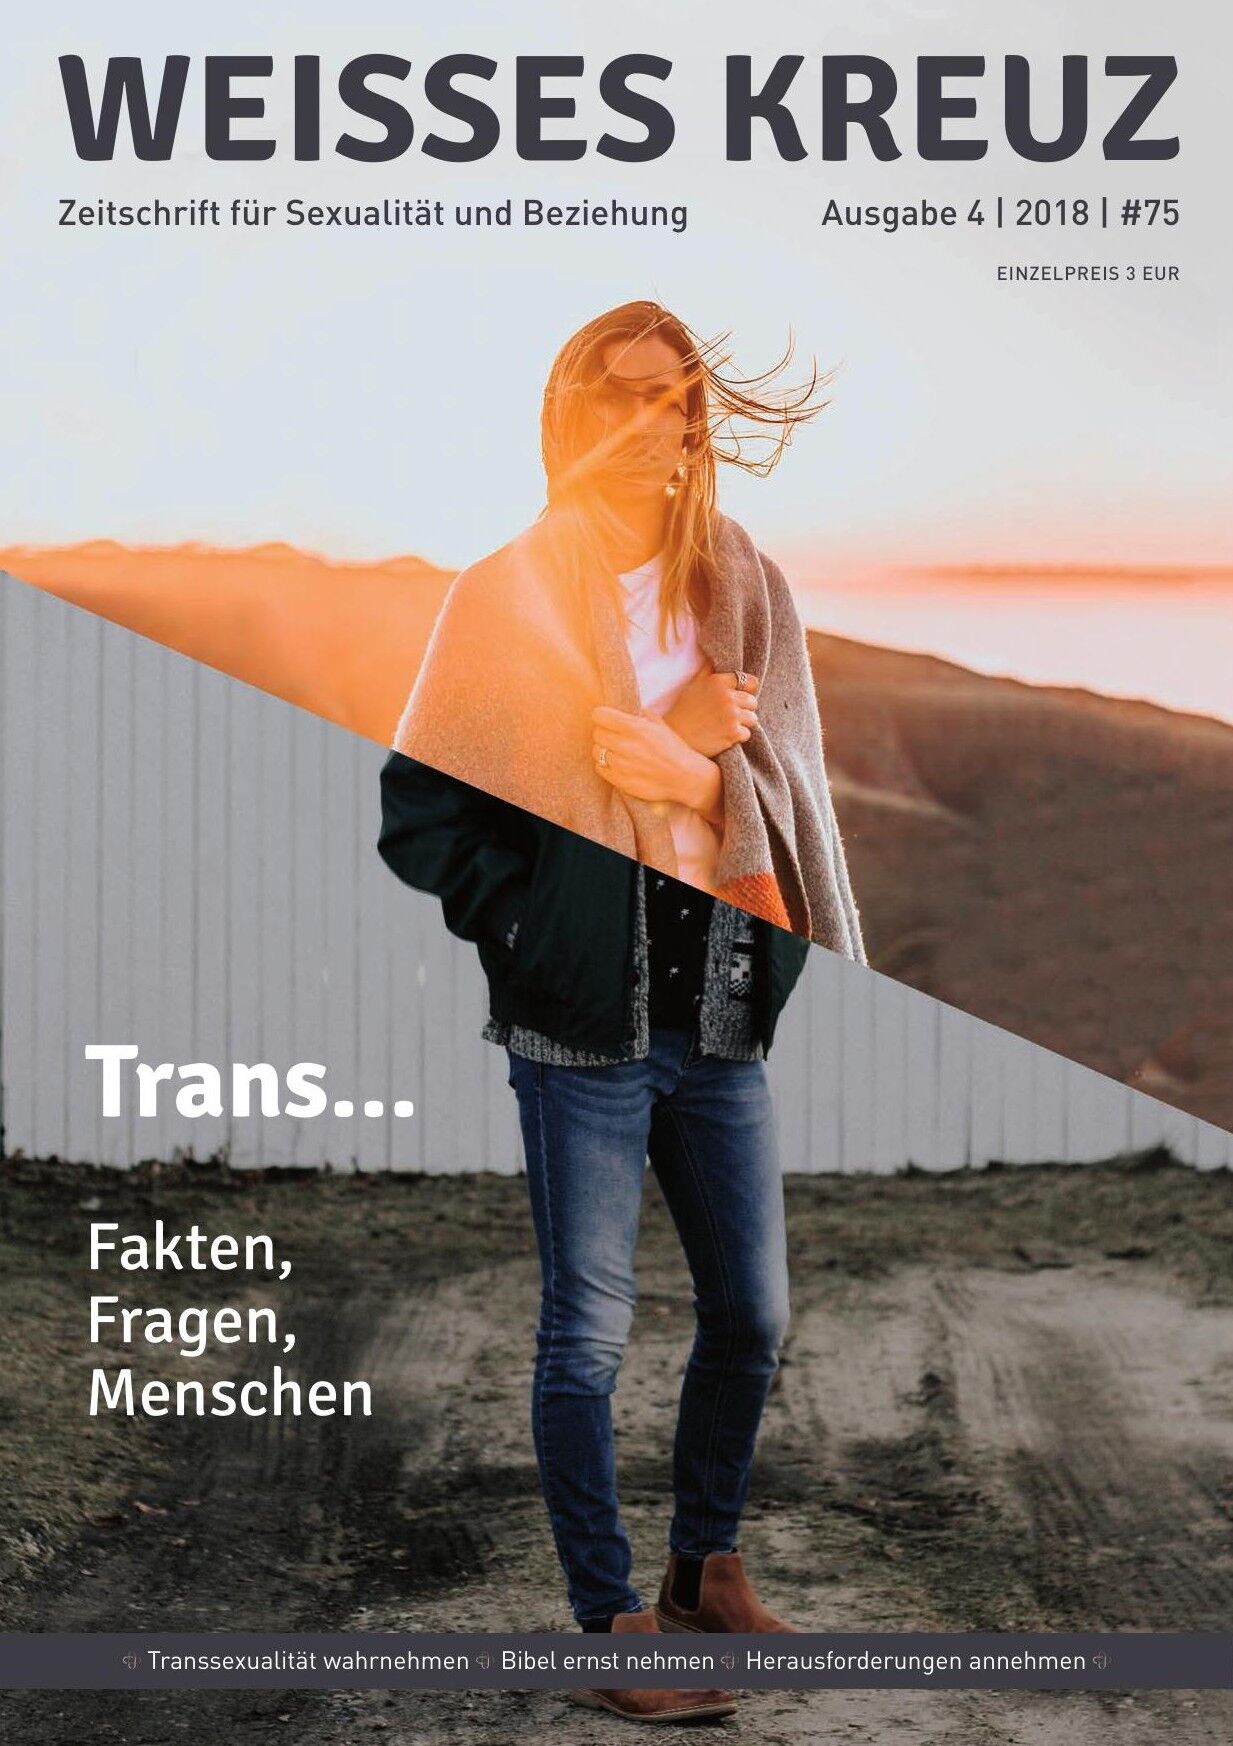 WEISSES KREUZ
Zeitschrift für Sexualität und Beziehung
Ausgabe 4 | 2018 | #75
EINZELPREIS 3 EUR
Trans...
Fakten,
Fragen,
Menschen
Transsexualität wahrnehmen Bibel ernst nehmen Herausforderungen annehmen